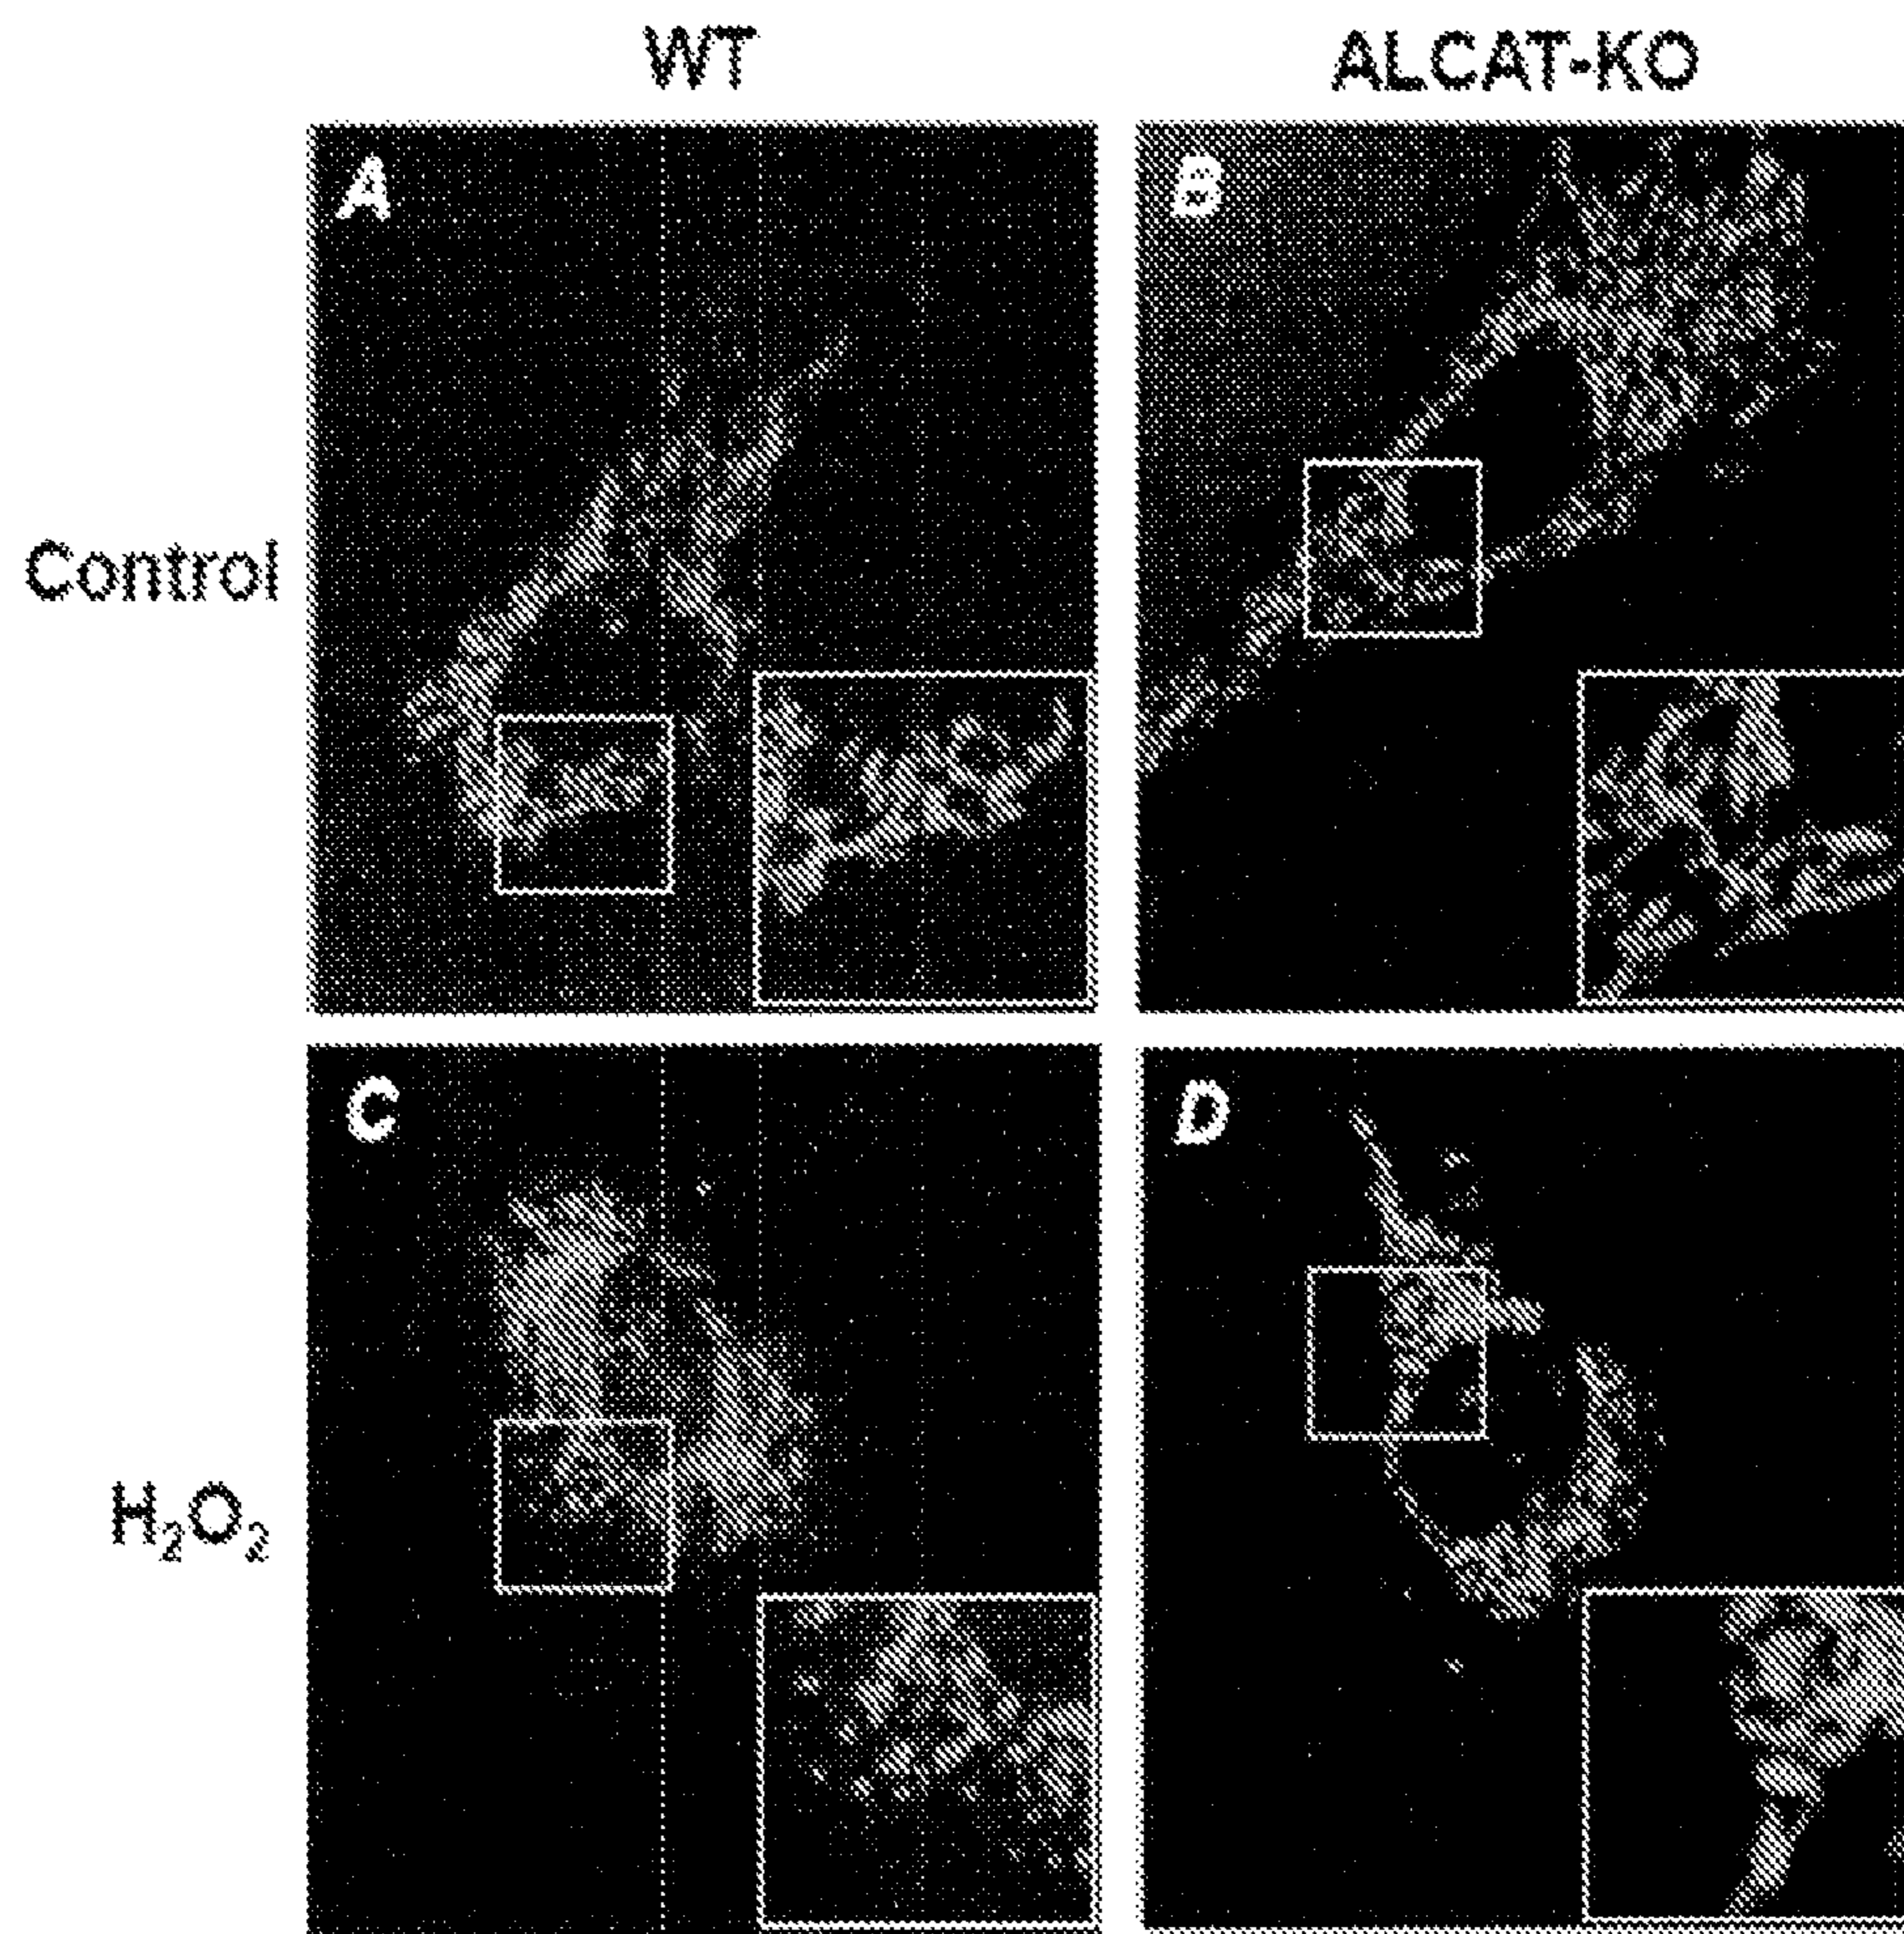 WT ALCAT-KO
A B
Control
C D
H₂O₂